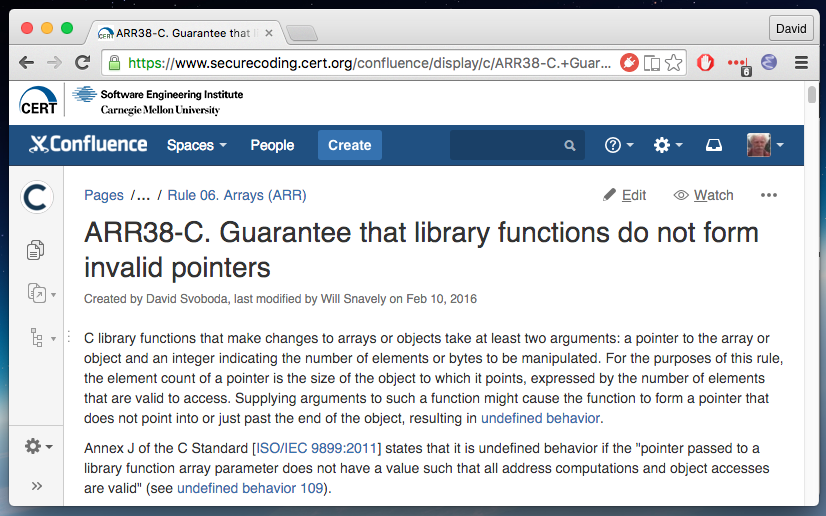 ARR38-C. Guarantee that l
David
https://www.securecoding.cert.org/confluence/display/c/ARR38-C.+Guar...
6
CERT
Software Engineering Institute
Carnegie Mellon University
Confluence Spaces People Create
Pages /... / Rule 06. Arrays (ARR) Edit Watch
ARR38-C. Guarantee that library functions do not form
invalid pointers
Created by David Svoboda, last modified by Will Snavely on Feb 10, 2016
C library functions that make changes to arrays or objects take at least two arguments: a pointer to the array or
object and an integer indicating the number of elements or bytes to be manipulated. For the purposes of this rule,
the element count of a pointer is the size of the object to which it points, expressed by the number of elements
that are valid to access. Supplying arguments to such a function might cause the function to form a pointer that
does not point into or just past the end of the object, resulting in undefined behavior.
Annex J of the C Standard [ISO/IEC 9899:2011] states that it is undefined behavior if the "pointer passed to a
library function array parameter does not have a value such that all address computations and object accesses
are valid" (see undefined behavior 109).